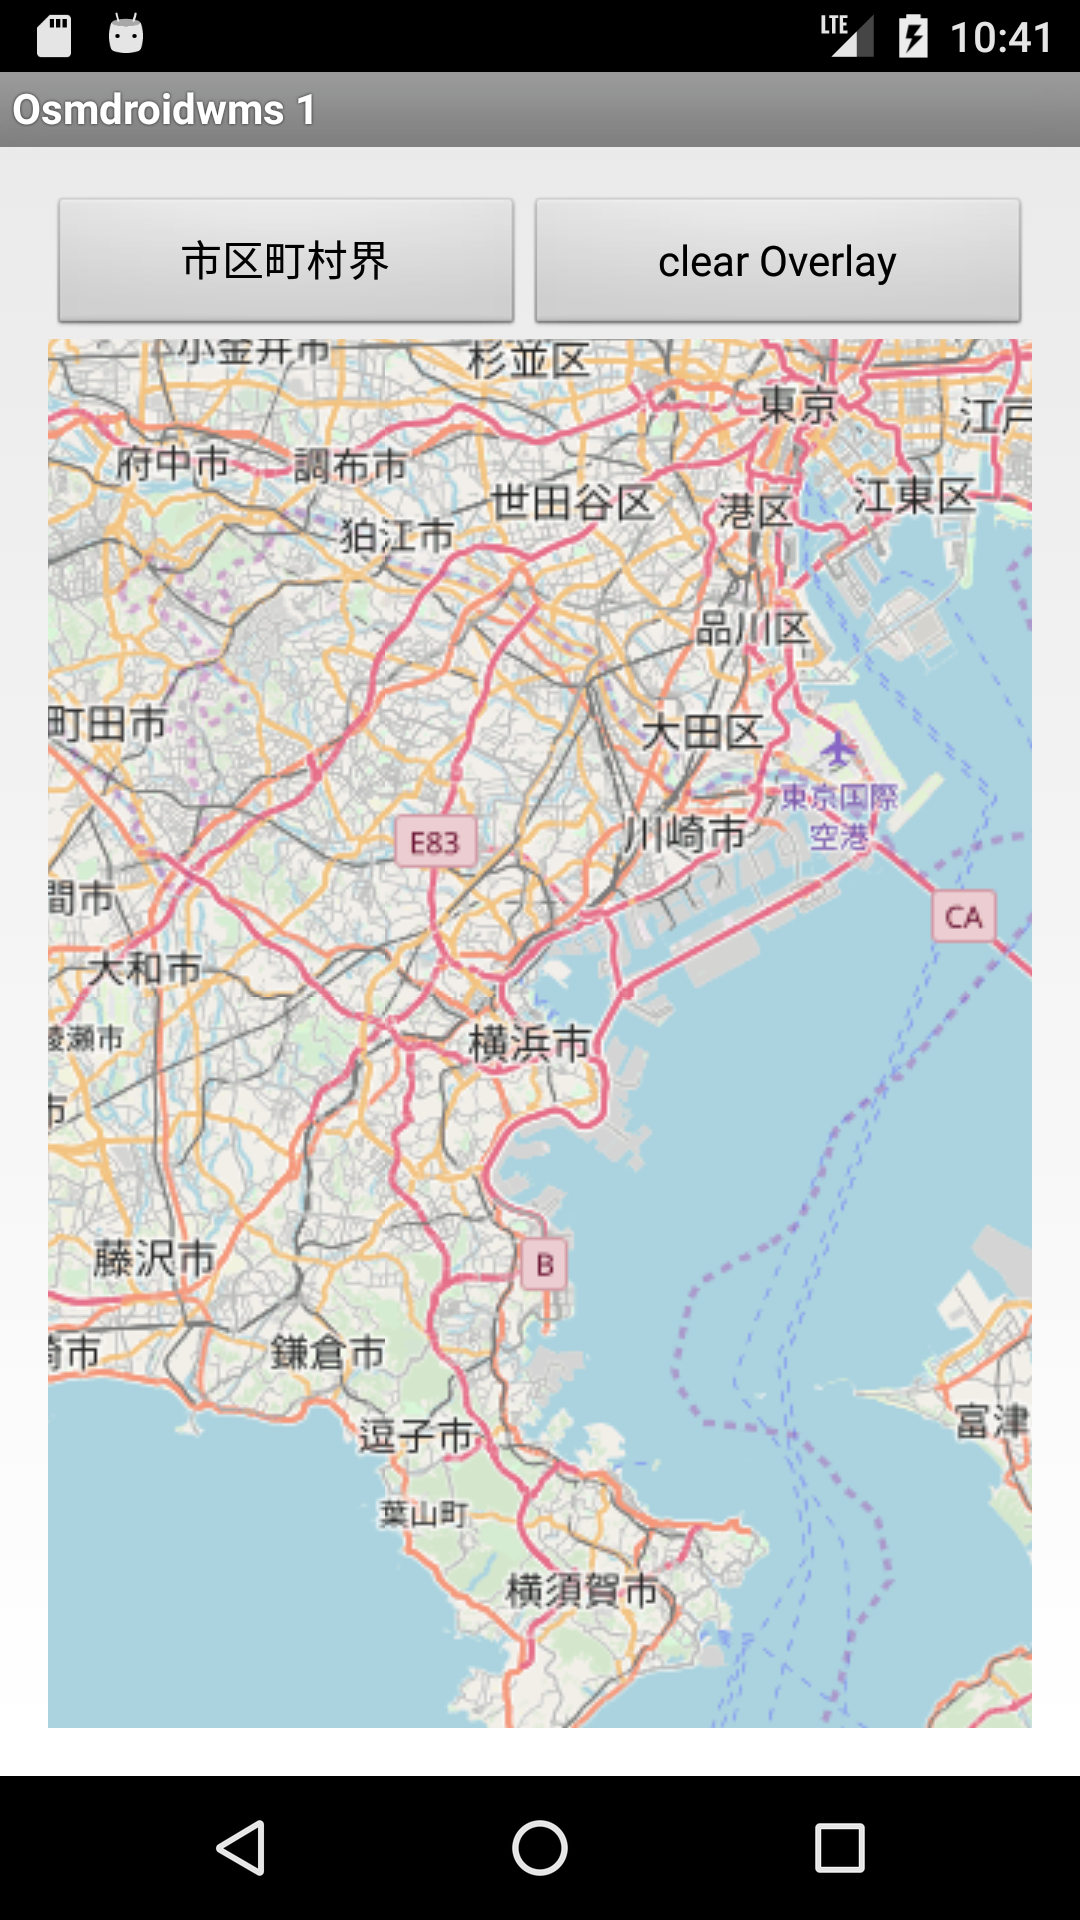 LTE 10:41
Osmdroidwms 1
市区町村界
clear Overlay
小金井市
杉並区
東京
江戸
府中市
調布市
世田谷区
港区
江東区
狛江市
品川区
町田市
大田区
東京国際
空港
川崎市
E83
間市
CA
大和市
綾瀬市
横浜市
市
藤沢市
B
崎市
鎌倉市
富津
逗子市
葉山町
横須賀市